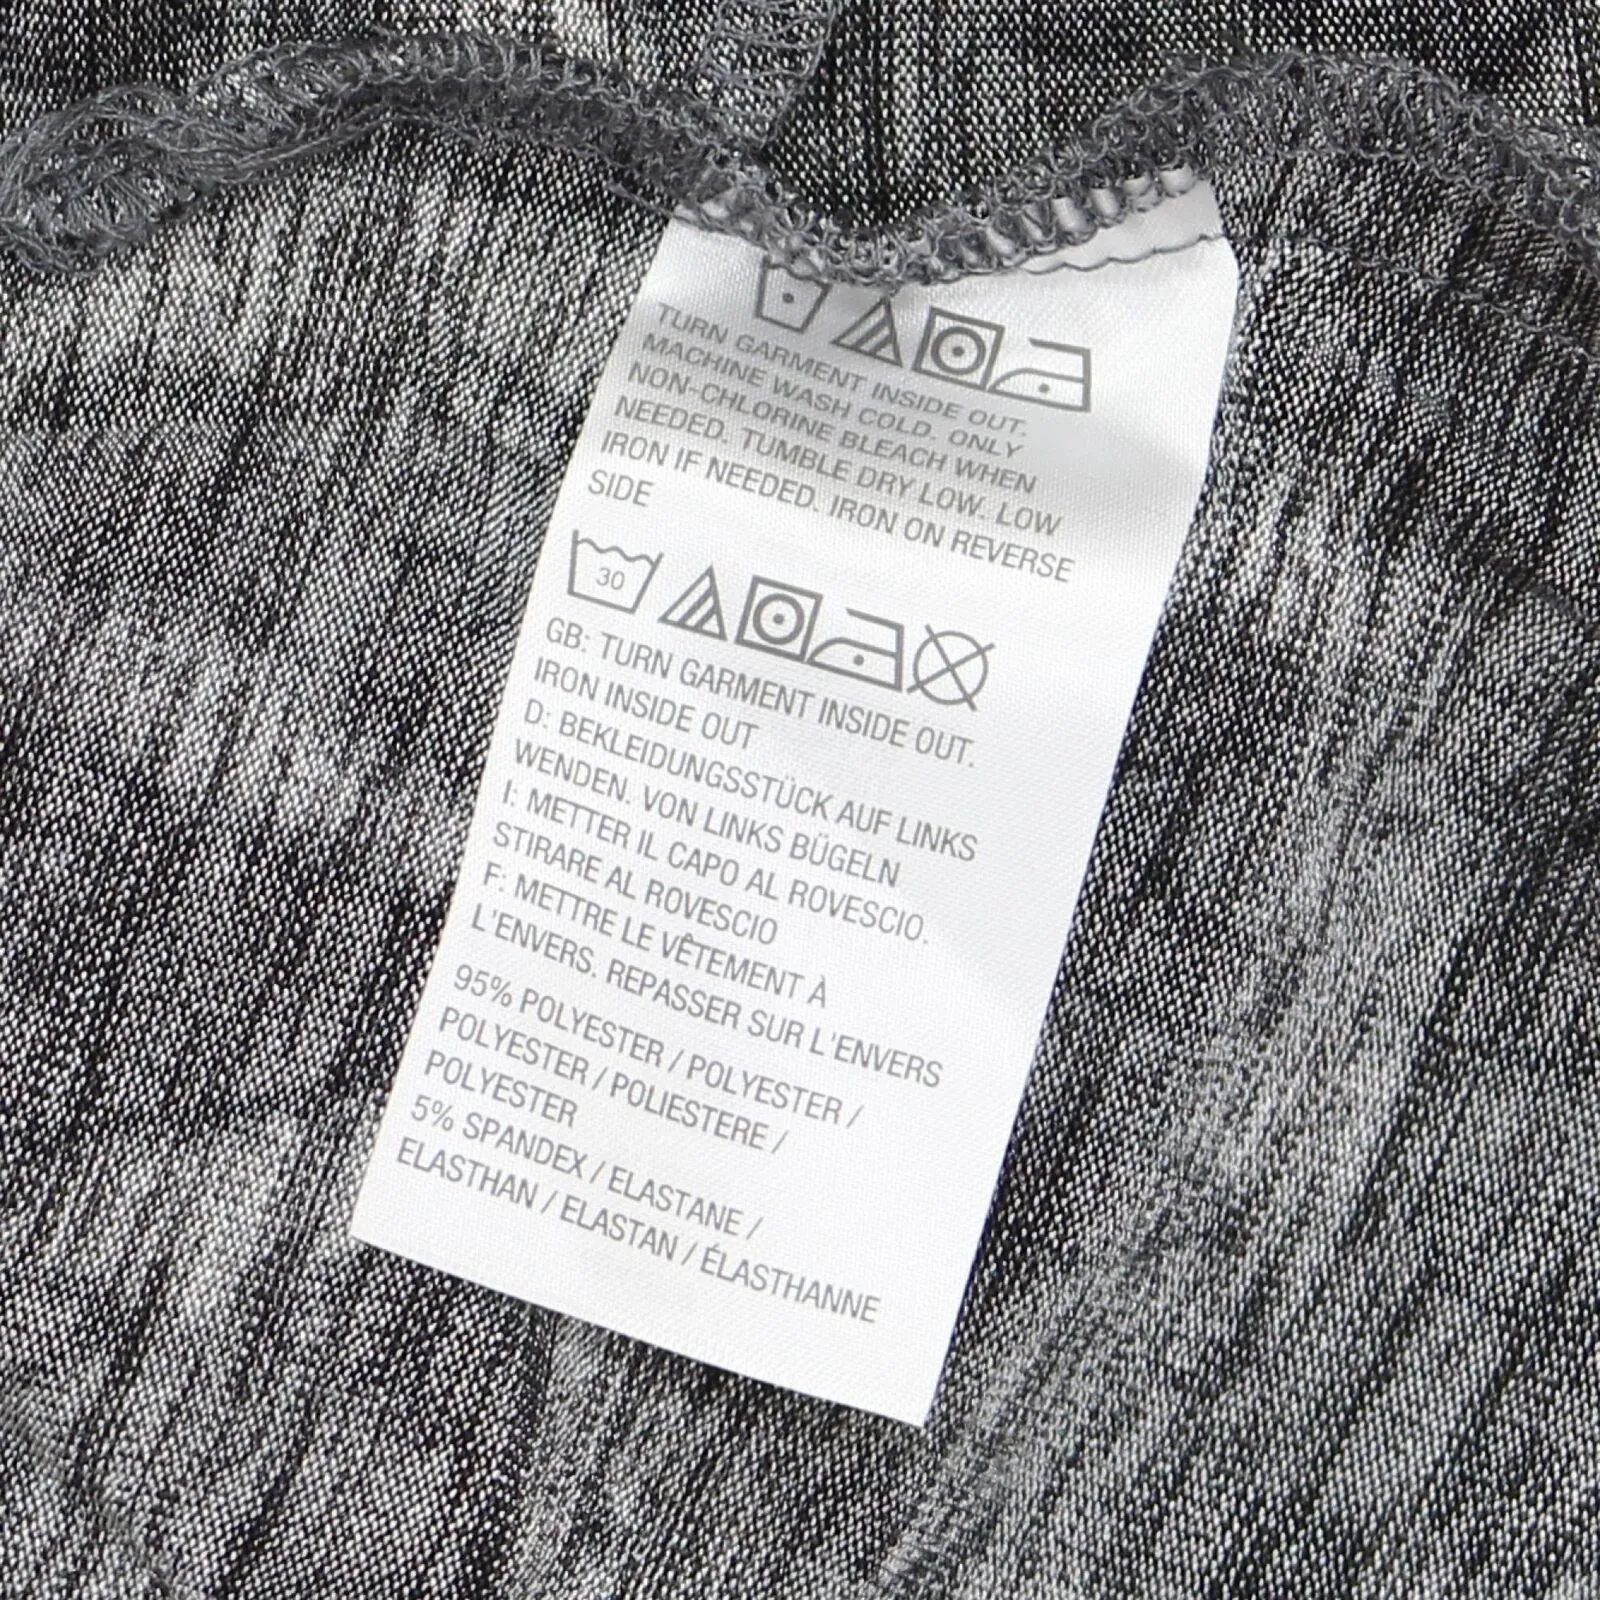 TURN GARMENT INSIDE OUT.
MACHINE WASH COLD. ONLY
NON-CHLORINE BLEACH WHEN
NEEDED. TUMBLE DRY LOW. LOW
IRON IF NEEDED. IRON ON REVERSE
SIDE
30
GB: TURN GARMENT INSIDE OUT.
IRON INSIDE OUT
D: BEKLEIDUNGSSTÜCK AUF LINKS
WENDEN. VON LINKS BÜGELN
I: METTER IL CAPO AL ROVESCIO.
STIRARE AL ROVESCIO
F: METTRE LE VÊTEMENT À
L'ENVERS. REPASSER SUR L'ENVERS
95% POLYESTER / POLYESTER /
POLYESTER / POLIESTERE /
POLYESTER
5% SPANDEX / ELASTANE /
ELASTHAN / ELASTAN / ÉLASTHANNE